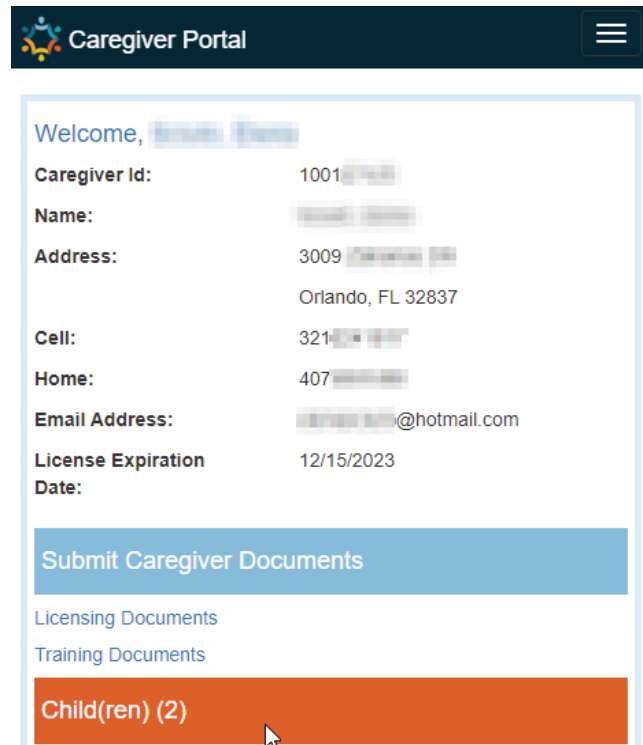 Caregiver Portal
Welcome,
Caregiver Id: 1001
Name:
Address: 3009
Orlando, FL 32837
Cell: 321
Home: 407
Email Address: @hotmail.com
License Expiration 12/15/2023
Date:
Submit Caregiver Documents
Licensing Documents
Training Documents
Child(ren) (2)